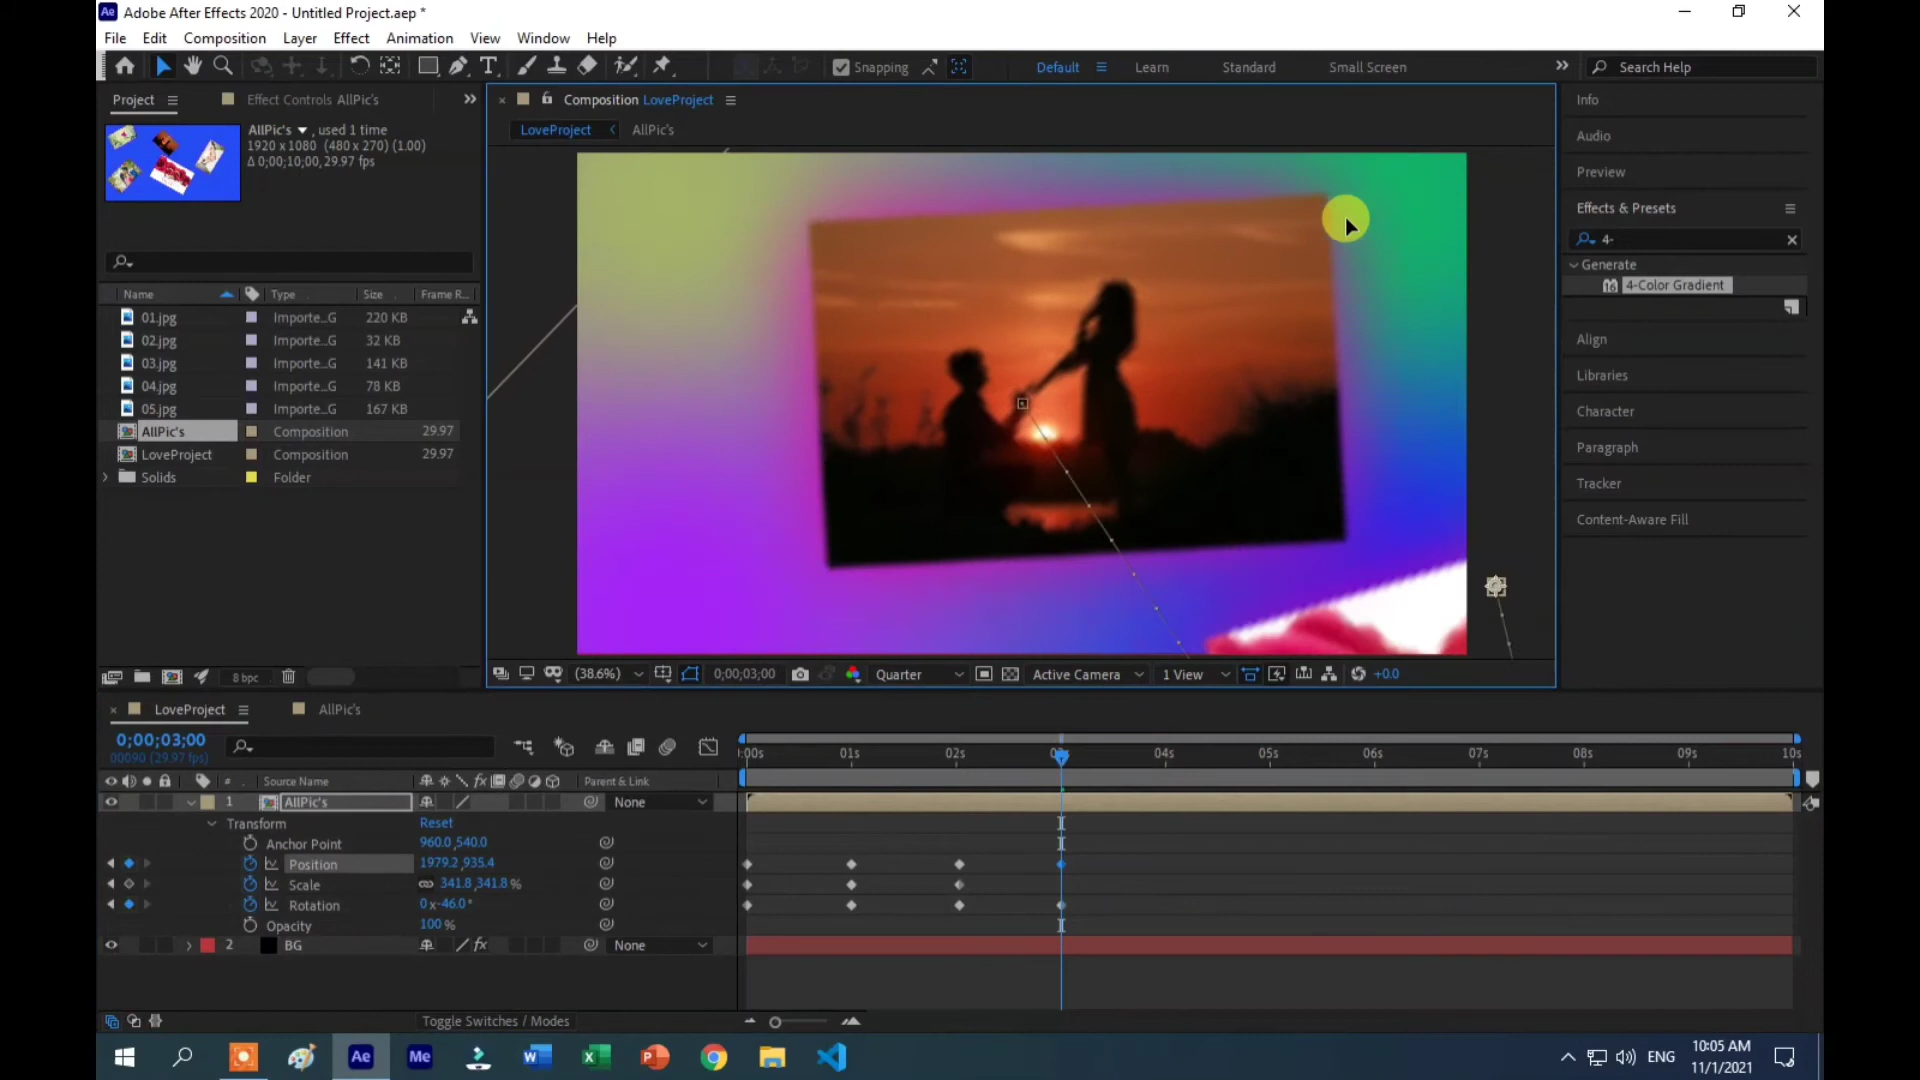 Ae Adobe After Effects 2020 - Untitled Project.aep *
File Edit Composition Layer Effect Animation View Window Help
Snapping Default Learn Standard Small Screen Search Help
Project Effect Controls AllPic's
AllPic's , used 1 time
1920 x 1080 (480 x 270) (1.00)
Δ 0;00;10;00, 29.97 fps
Name Type Size Frame R...
01.jpg Importe...G 220 KB
02.jpg Importe...G 32 KB
03.jpg Importe...G 141 KB
04.jpg Importe...G 78 KB
05.jpg Importe...G 167 KB
AllPic's Composition 29.97
LoveProject Composition 29.97
Solids Folder
8 bpc
Composition LoveProject
LoveProject AllPic's
(38.6%) 0;00;03;00 Quarter Active Camera 1 View +0.0
Info
Audio
Preview
Effects & Presets
4-
Generate
16 4-Color Gradient
Align
Libraries
Character
Paragraph
Tracker
Content-Aware Fill
LoveProject AllPic's
0;00;03;00
00090 (29.97 fps)
:00s 01s 02s 04s 05s 06s 07s 08s 09s 10s
# Source Name fx Parent & Link
1 AllPic's None
Transform Reset
Anchor Point 960.0,540.0
Position 1979.2,935.4
Scale 341.8,341.8 %
Rotation 0 x-46.0 °
Opacity 100 %
2 BG fx None
Toggle Switches / Modes
Ae Me W X P ENG 10:05 AM
11/1/2021